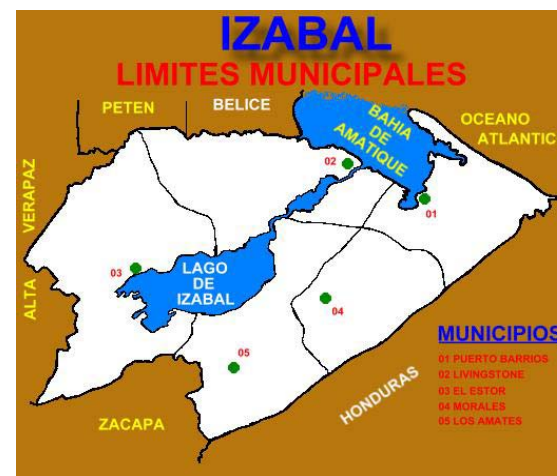 IZABAL
LIMITES MUNICIPALES
PETEN
BELICE
BAHIA
DE
AMATIQUE
OCEANO
ATLANTIC
ALTA VERAPAZ
02
01
03
LAGO
DE
IZABAL
04
05
HONDURAS
ZACAPA
MUNICIPIOS
01 PUERTO BARRIOS
02 LIVINGSTONE
03 EL ESTOR
04 MORALES
05 LOS AMATES